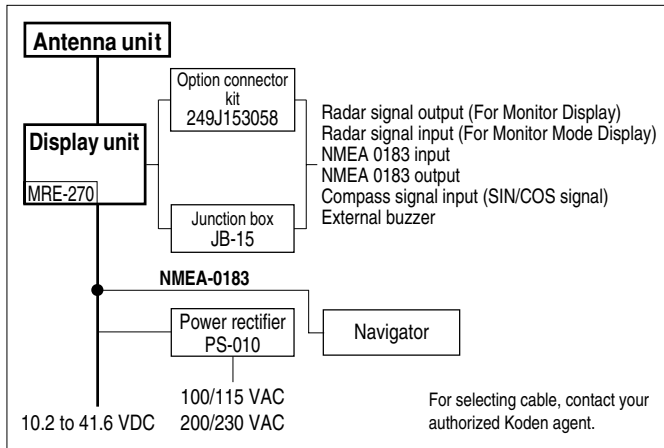 Antenna unit
Option connector
kit
249J153058
Display unit
MRE-270
Junction box
JB-15
Radar signal output (For Monitor Display)
Radar signal input (For Monitor Mode Display)
NMEA 0183 input
NMEA 0183 output
Compass signal input (SIN/COS signal)
External buzzer
NMEA-0183
Power rectifier
PS-010
Navigator
100/115 VAC
200/230 VAC
10.2 to 41.6 VDC
For selecting cable, contact your
authorized Koden agent.